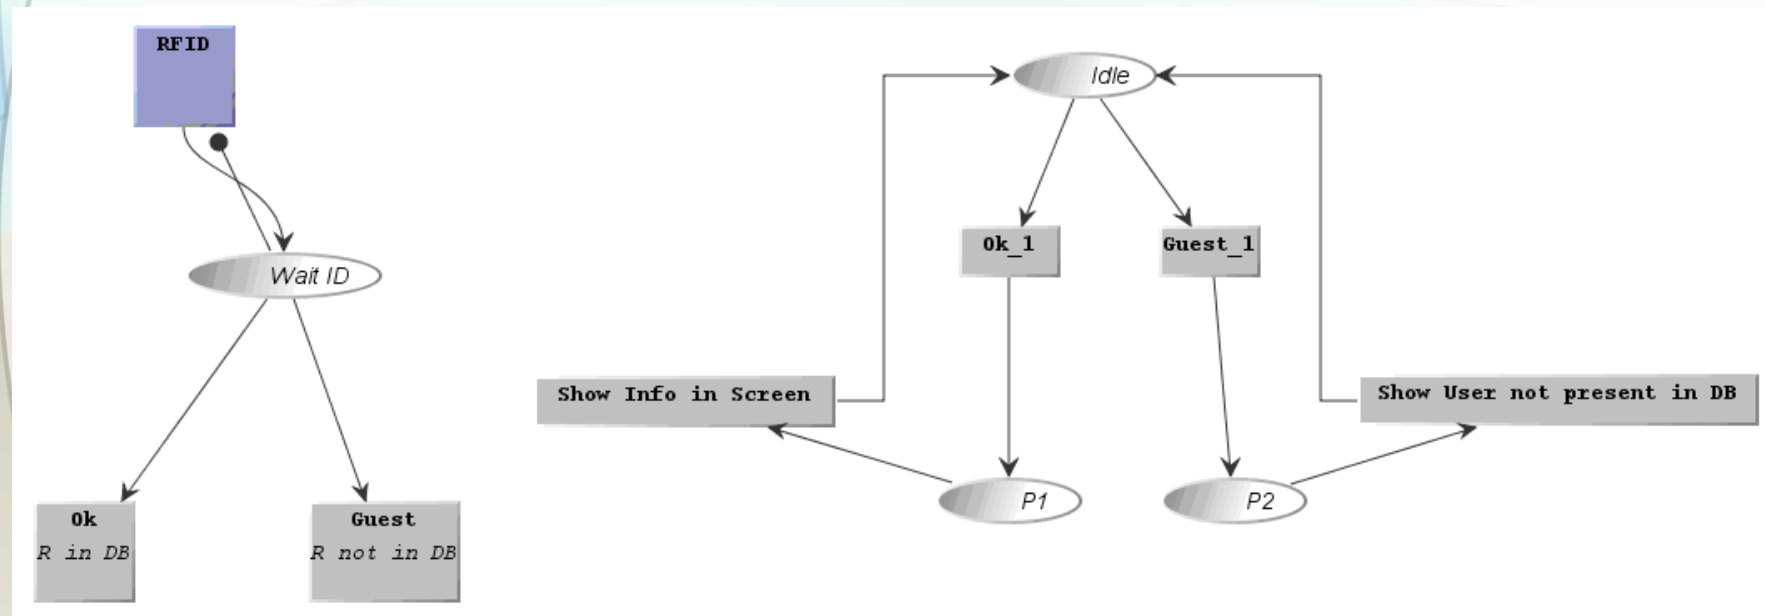 RFID
Wait ID
Ok
R in DB
Guest
R not in DB
Idle
Ok_1
Guest_1
Show Info in Screen
Show User not present in DB
P1
P2